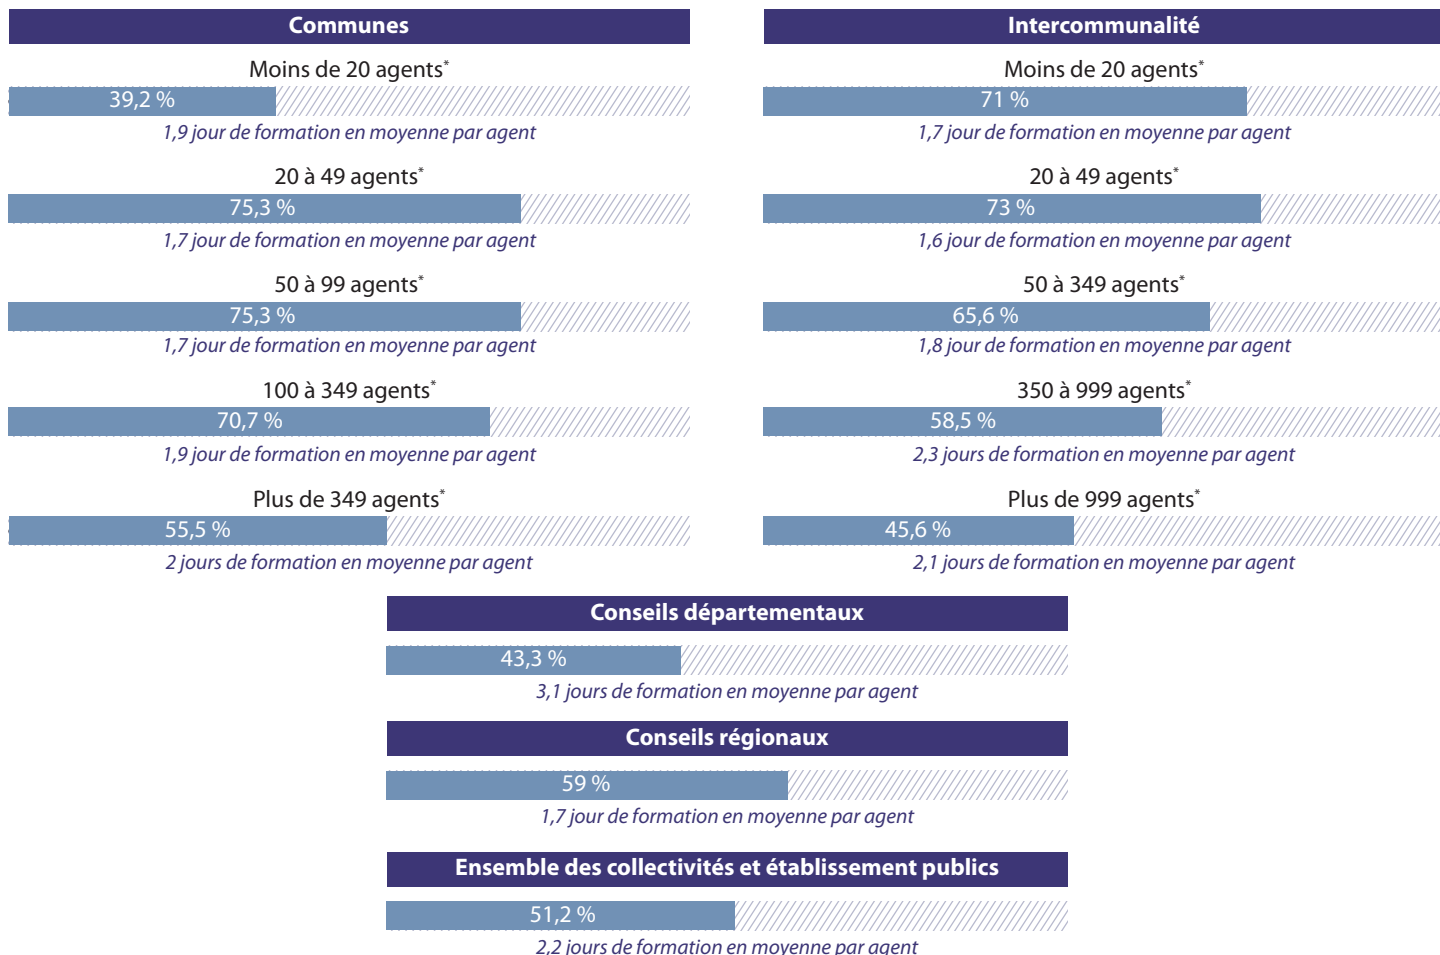 Communes
Moins de 20 agents*
39,2 %
1,9 jour de formation en moyenne par agent
20 à 49 agents*
75,3 %
1,7 jour de formation en moyenne par agent
50 à 99 agents*
75,3 %
1,7 jour de formation en moyenne par agent
100 à 349 agents*
70,7 %
1,9 jour de formation en moyenne par agent
Plus de 349 agents*
55,5 %
2 jours de formation en moyenne par agent
Intercommunalité
Moins de 20 agents*
71 %
1,7 jour de formation en moyenne par agent
20 à 49 agents*
73 %
1,6 jour de formation en moyenne par agent
50 à 349 agents*
65,6 %
1,8 jour de formation en moyenne par agent
350 à 999 agents*
58,5 %
2,3 jours de formation en moyenne par agent
Plus de 999 agents*
45,6 %
2,1 jours de formation en moyenne par agent
Conseils départementaux
43,3 %
3,1 jours de formation en moyenne par agent
Conseils régionaux
59 %
1,7 jour de formation en moyenne par agent
Ensemble des collectivités et établissement publics
51,2 %
2,2 jours de formation en moyenne par agent